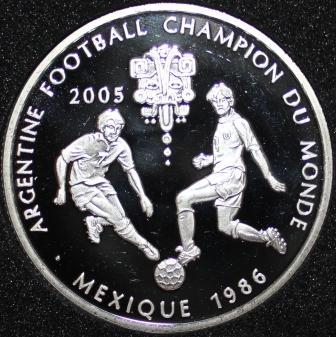 ARGENTINE FOOTBALL CHAMPION DU MONDE
2005
MEXIQUE 1986